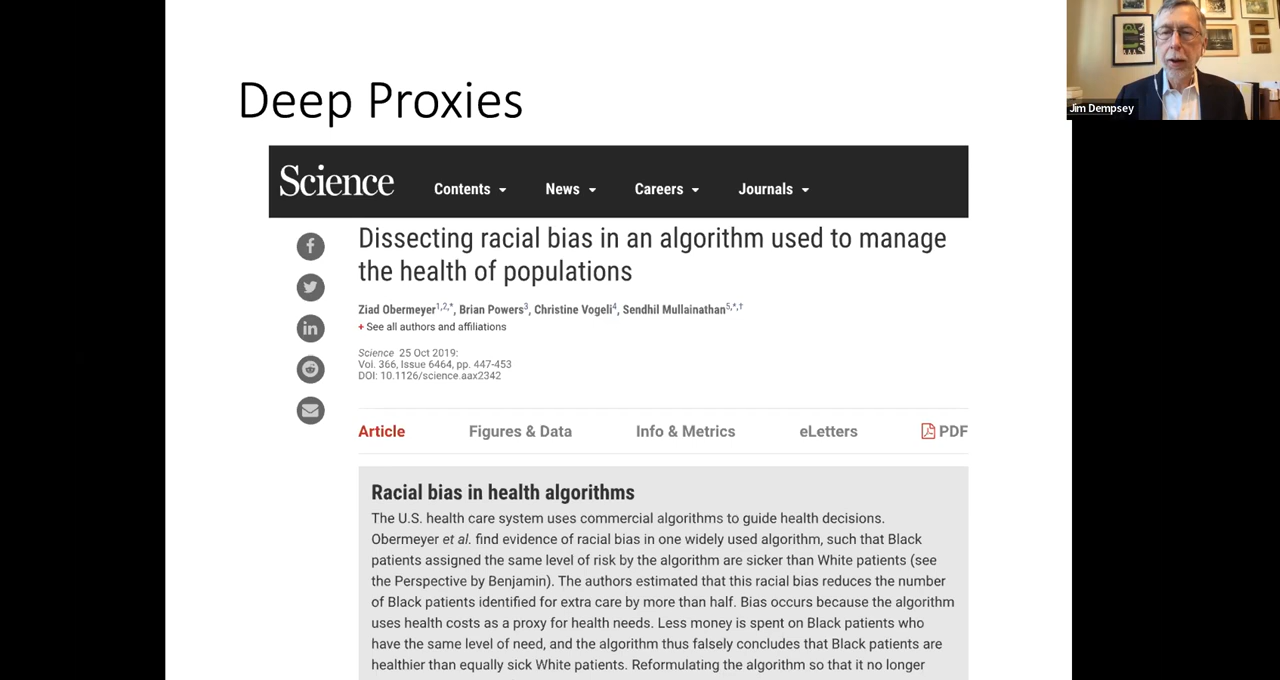 Deep Proxies
Jim Dempsey
Science Contents News Careers Journals
Dissecting racial bias in an algorithm used to manage
the health of populations
Ziad Obermeyer1,2,*, Brian Powers3, Christine Vogeli4, Sendhil Mullainathan5,*,†
+ See all authors and affiliations
Science 25 Oct 2019:
Vol. 366, Issue 6464, pp. 447-453
DOI: 10.1126/science.aax2342
Article Figures & Data Info & Metrics eLetters PDF
Racial bias in health algorithms
The U.S. health care system uses commercial algorithms to guide health decisions.
Obermeyer et al. find evidence of racial bias in one widely used algorithm, such that Black
patients assigned the same level of risk by the algorithm are sicker than White patients (see
the Perspective by Benjamin). The authors estimated that this racial bias reduces the number
of Black patients identified for extra care by more than half. Bias occurs because the algorithm
uses health costs as a proxy for health needs. Less money is spent on Black patients who
have the same level of need, and the algorithm thus falsely concludes that Black patients are
healthier than equally sick White patients. Reformulating the algorithm so that it no longer